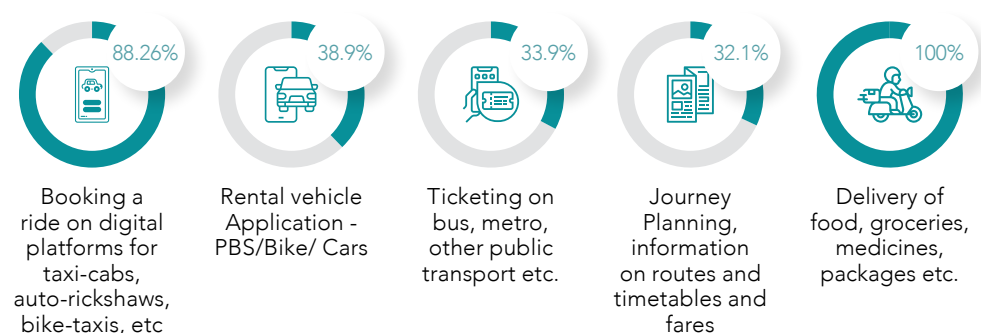 88.26%
38.9%
33.9%
32.1%
100%
Booking a
ride on digital
platforms for
taxi-cabs,
auto-rickshaws,
bike-taxis, etc
Rental vehicle
Application -
PBS/Bike/ Cars
Ticketing on
bus, metro,
other public
transport etc.
Journey
Planning,
information
on routes and
timetables and
fares
Delivery of
food, groceries,
medicines,
packages etc.